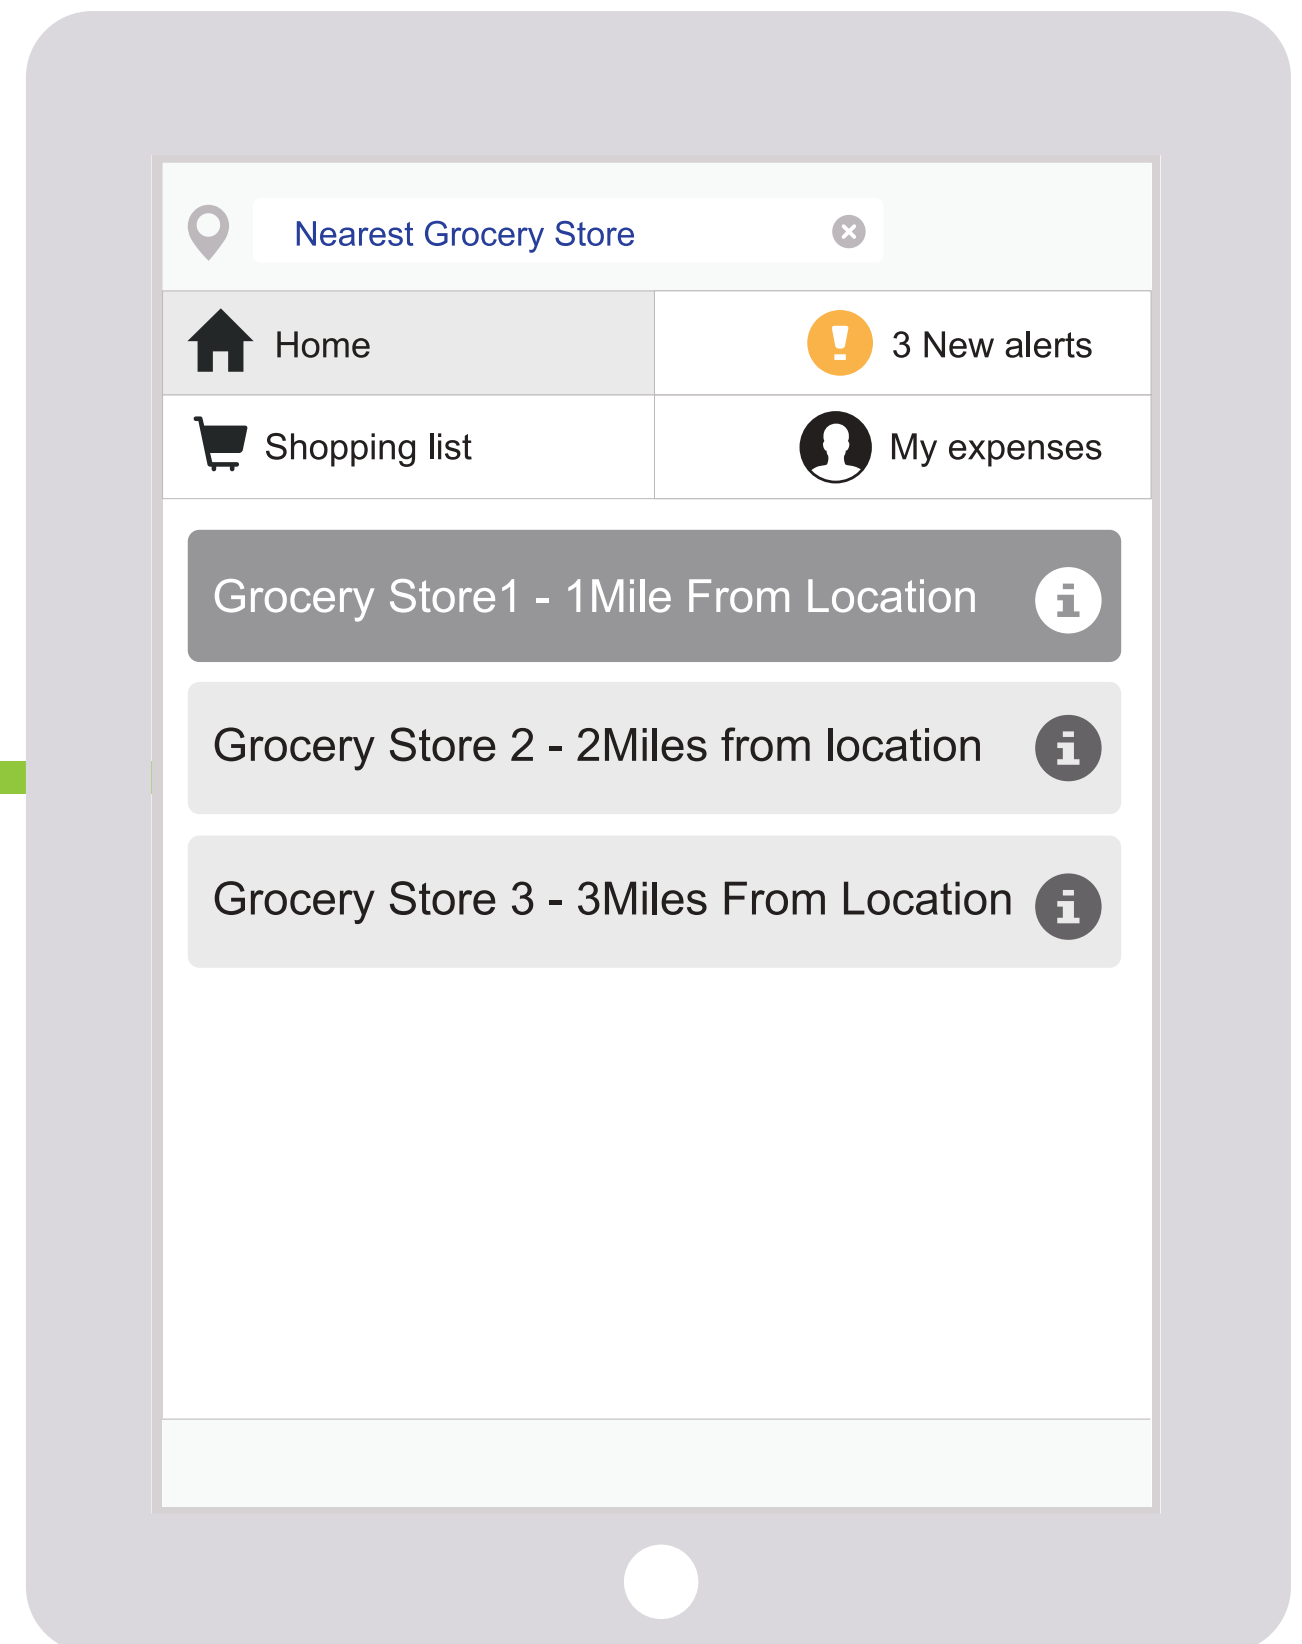 Nearest Grocery Store
Home
3 New alerts
Shopping list
My expenses
Grocery Store1 - 1Mile From Location
Grocery Store 2 - 2Miles from location
Grocery Store 3 - 3Miles From Location